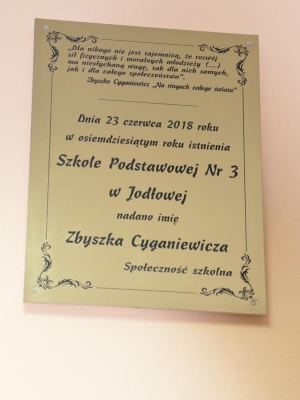 „Dla nikogo nie jest tajemnicą, że rozwój
sił fizycznych i moralnych młodzieży (...)
ma niesłychaną wagę, tak dla nich samych,
jak i dla całego społeczeństwa".
Zbyszko Cyganiewicz „Na ringach całego świata"
Dnia 23 czerwca 2018 roku
w osiemdziesiątym roku istnienia
Szkole Podstawowej Nr 3
w Jodłowej
nadano imię
Zbyszka Cyganiewicza
Społeczność szkolna